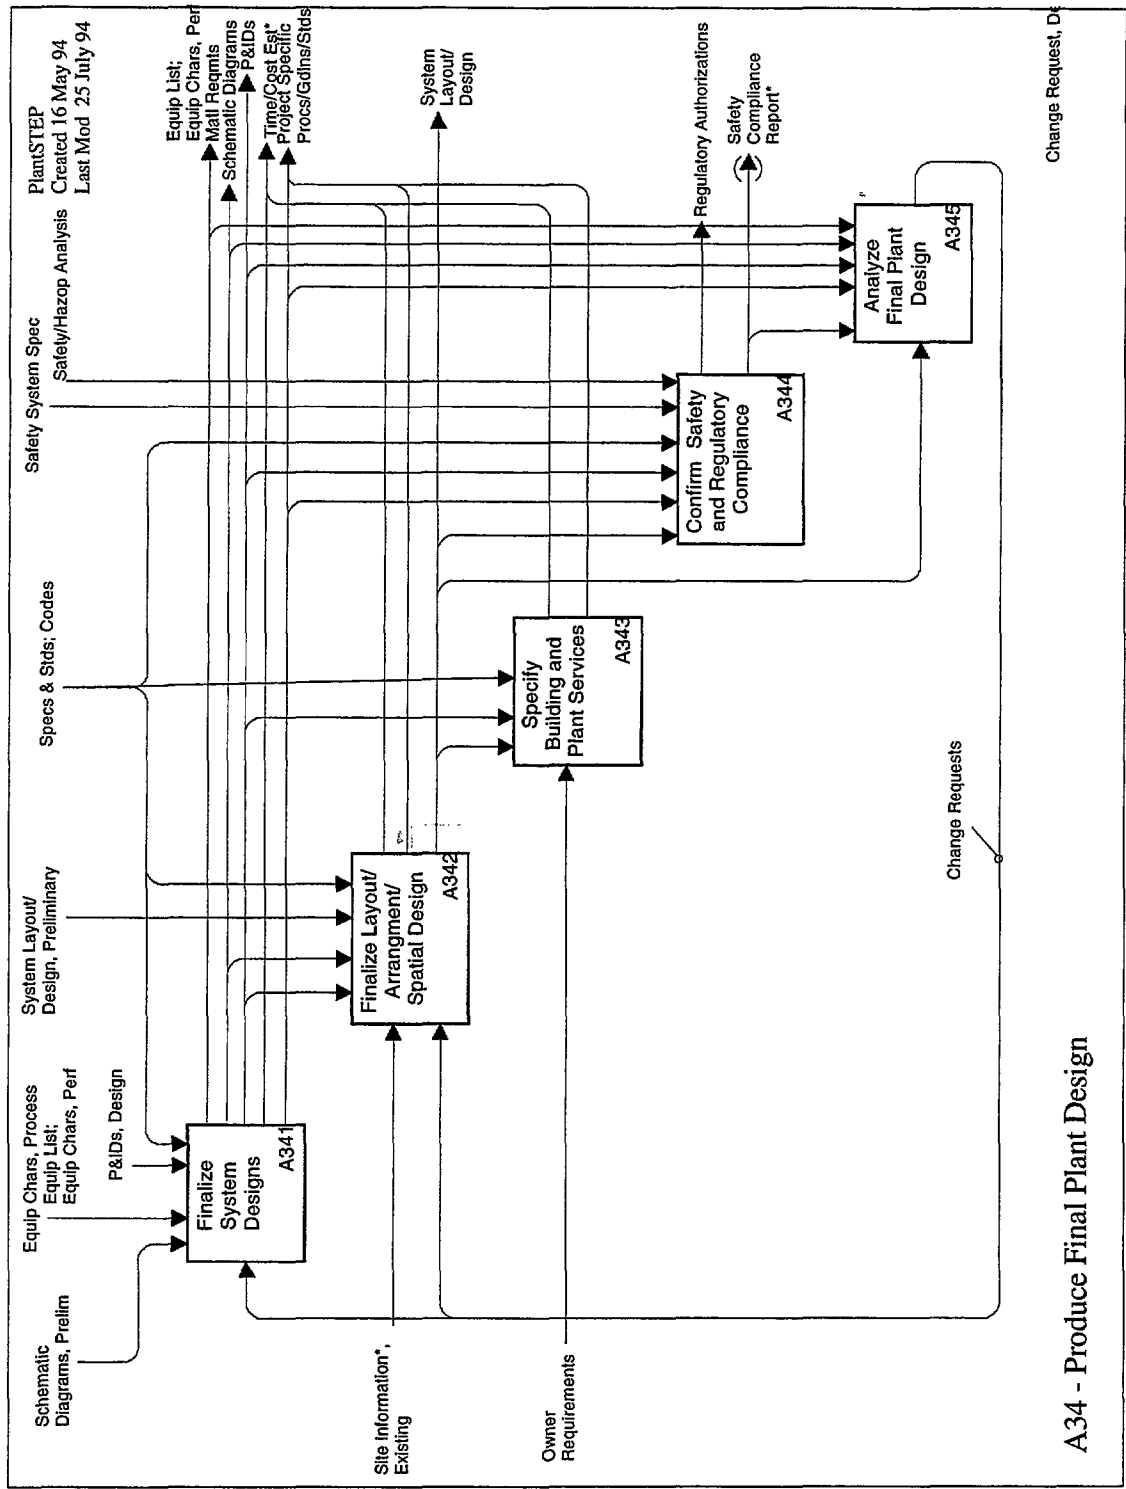 PlantSTEP
Created 16 May 94
Last Mod 25 July 94
Schematic
Diagrams, Prelim
Equip Chars, Process
Equip List;
Equip Chars, Perf
P&IDs, Design
System Layout/
Design, Preliminary
Specs & Stds; Codes
Safety System Spec
Safety/Hazop Analysis
Equip List;
Equip Chars, Perf
Matl Reqmts
Schematic Diagrams
P&IDs
Time/Cost Est*
Project Specific
Procs/Gdlns/Stds
System
Layout/
Design
Regulatory Authorizations
Safety
Compliance
Report*
Change Request, De
Finalize
System
Designs
A341
Finalize Layout/
Arrangment/
Spatial Design
A342
Specify
Building and
Plant Services
A343
Confirm Safety
and Regulatory
Compliance
A344
Analyze
Final Plant
Design
A345
Site Information*,
Existing
Owner
Requirements
Change Requests
A34 - Produce Final Plant Design